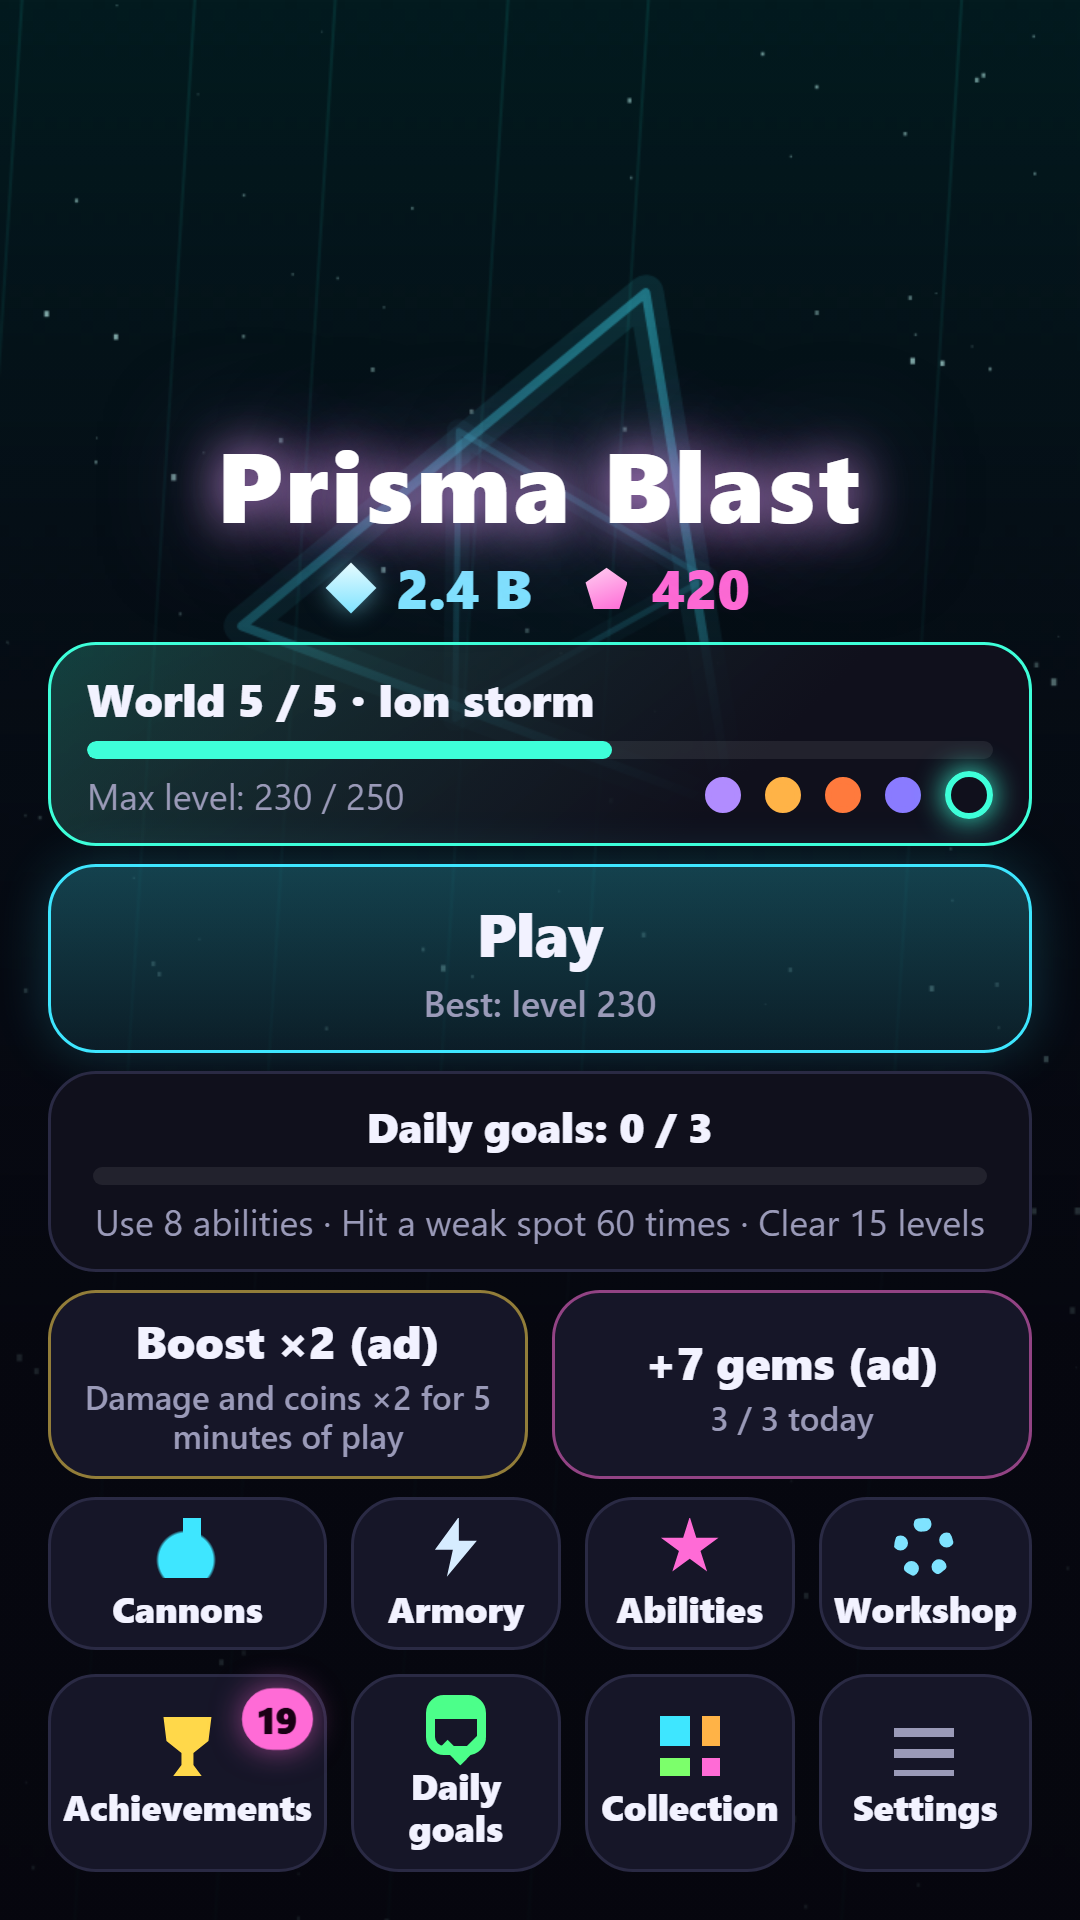 Prisma Blast
2.4 B 420
World 5 / 5 · Ion storm
Max level: 230 / 250
Play
Best: level 230
Daily goals: 0 / 3
Use 8 abilities · Hit a weak spot 60 times · Clear 15 levels
Boost ×2 (ad)
Damage and coins ×2 for 5
minutes of play
+7 gems (ad)
3 / 3 today
Cannons
Armory
Abilities
Workshop
19
Achievements
Daily
goals
Collection
Settings